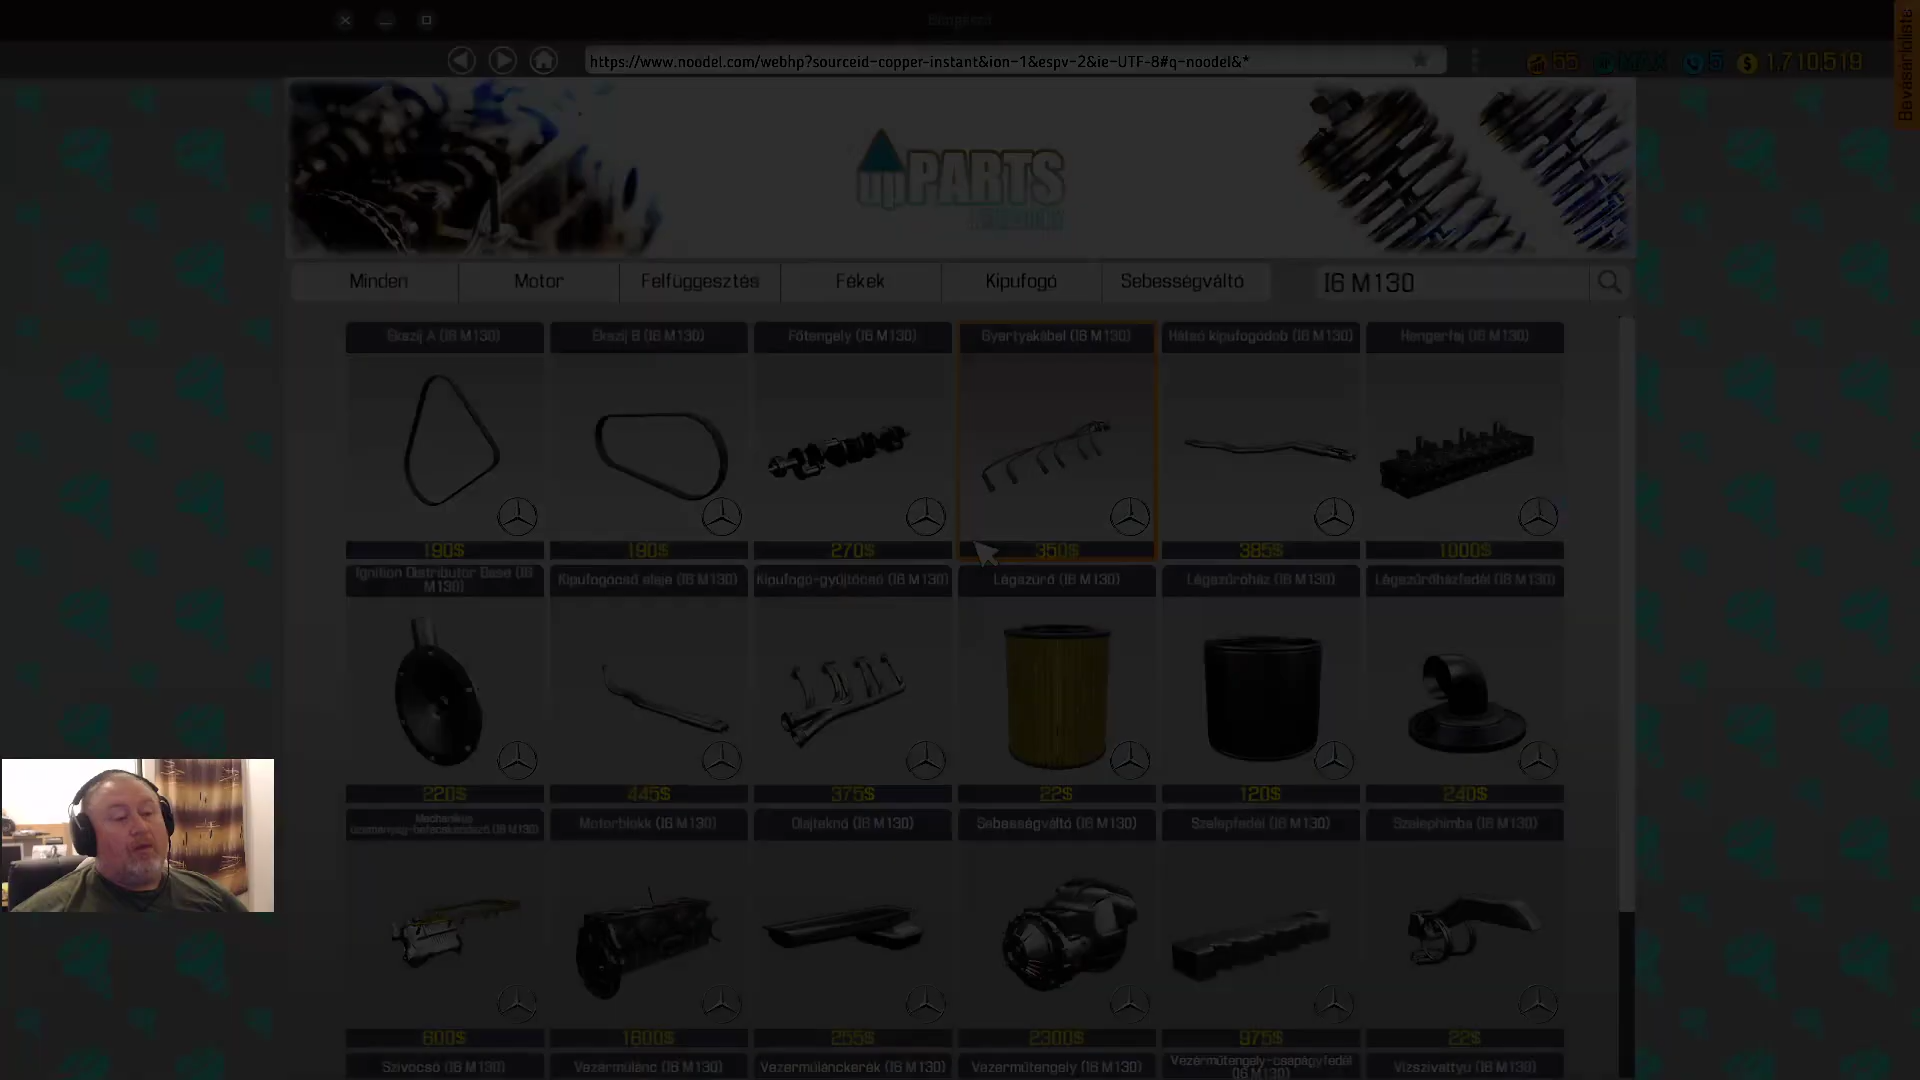 Böngésző
https://www.noodel.com/webhp?sourceid-copper-instant&ion-1&espv-2&ie-UTF-8#q-noodel&*
55 MAX 5 1,710,519
Bevásárlólista
upPARTS
Minden Motor Felfüggesztés Fékek Kipufogó Sebességváltó I6 M130
Ékszíj A (I6 M130) Ékszíj B (I6 M130) Főtengely (I6 M130) Gyertyakábel (I6 M130) Hátsó kipufogódob (I6 M130) Hengerfej (I6 M130)
190$ 190$ 270$ 350$ 385$ 1000$
Ignition Distributor Base (I6 M130) Kipufogócső eleje (I6 M130) Kipufogó-gyűjtőcső (I6 M130) Légszűrő (I6 M130) Légszűrőház (I6 M130) Légszűrőházfedél (I6 M130)
220$ 445$ 375$ 22$ 120$ 240$
Mechanikus
üzemanyag-befecskendező (I6 M130) Motorblokk (I6 M130) Olajteknő (I6 M130) Sebességváltó (I6 M130) Szelepfedél (I6 M130) Szelephimba (I6 M130)
600$ 1800$ 255$ 2300$ 975$ 22$
Szívócső (I6 M130) Vezérműlánc (I6 M130) Vezérműlánckerék (I6 M130) Vezérműtengely (I6 M130) Vezérműtengely-csapágyfedél (I6 M130) Vízszivattyú (I6 M130)